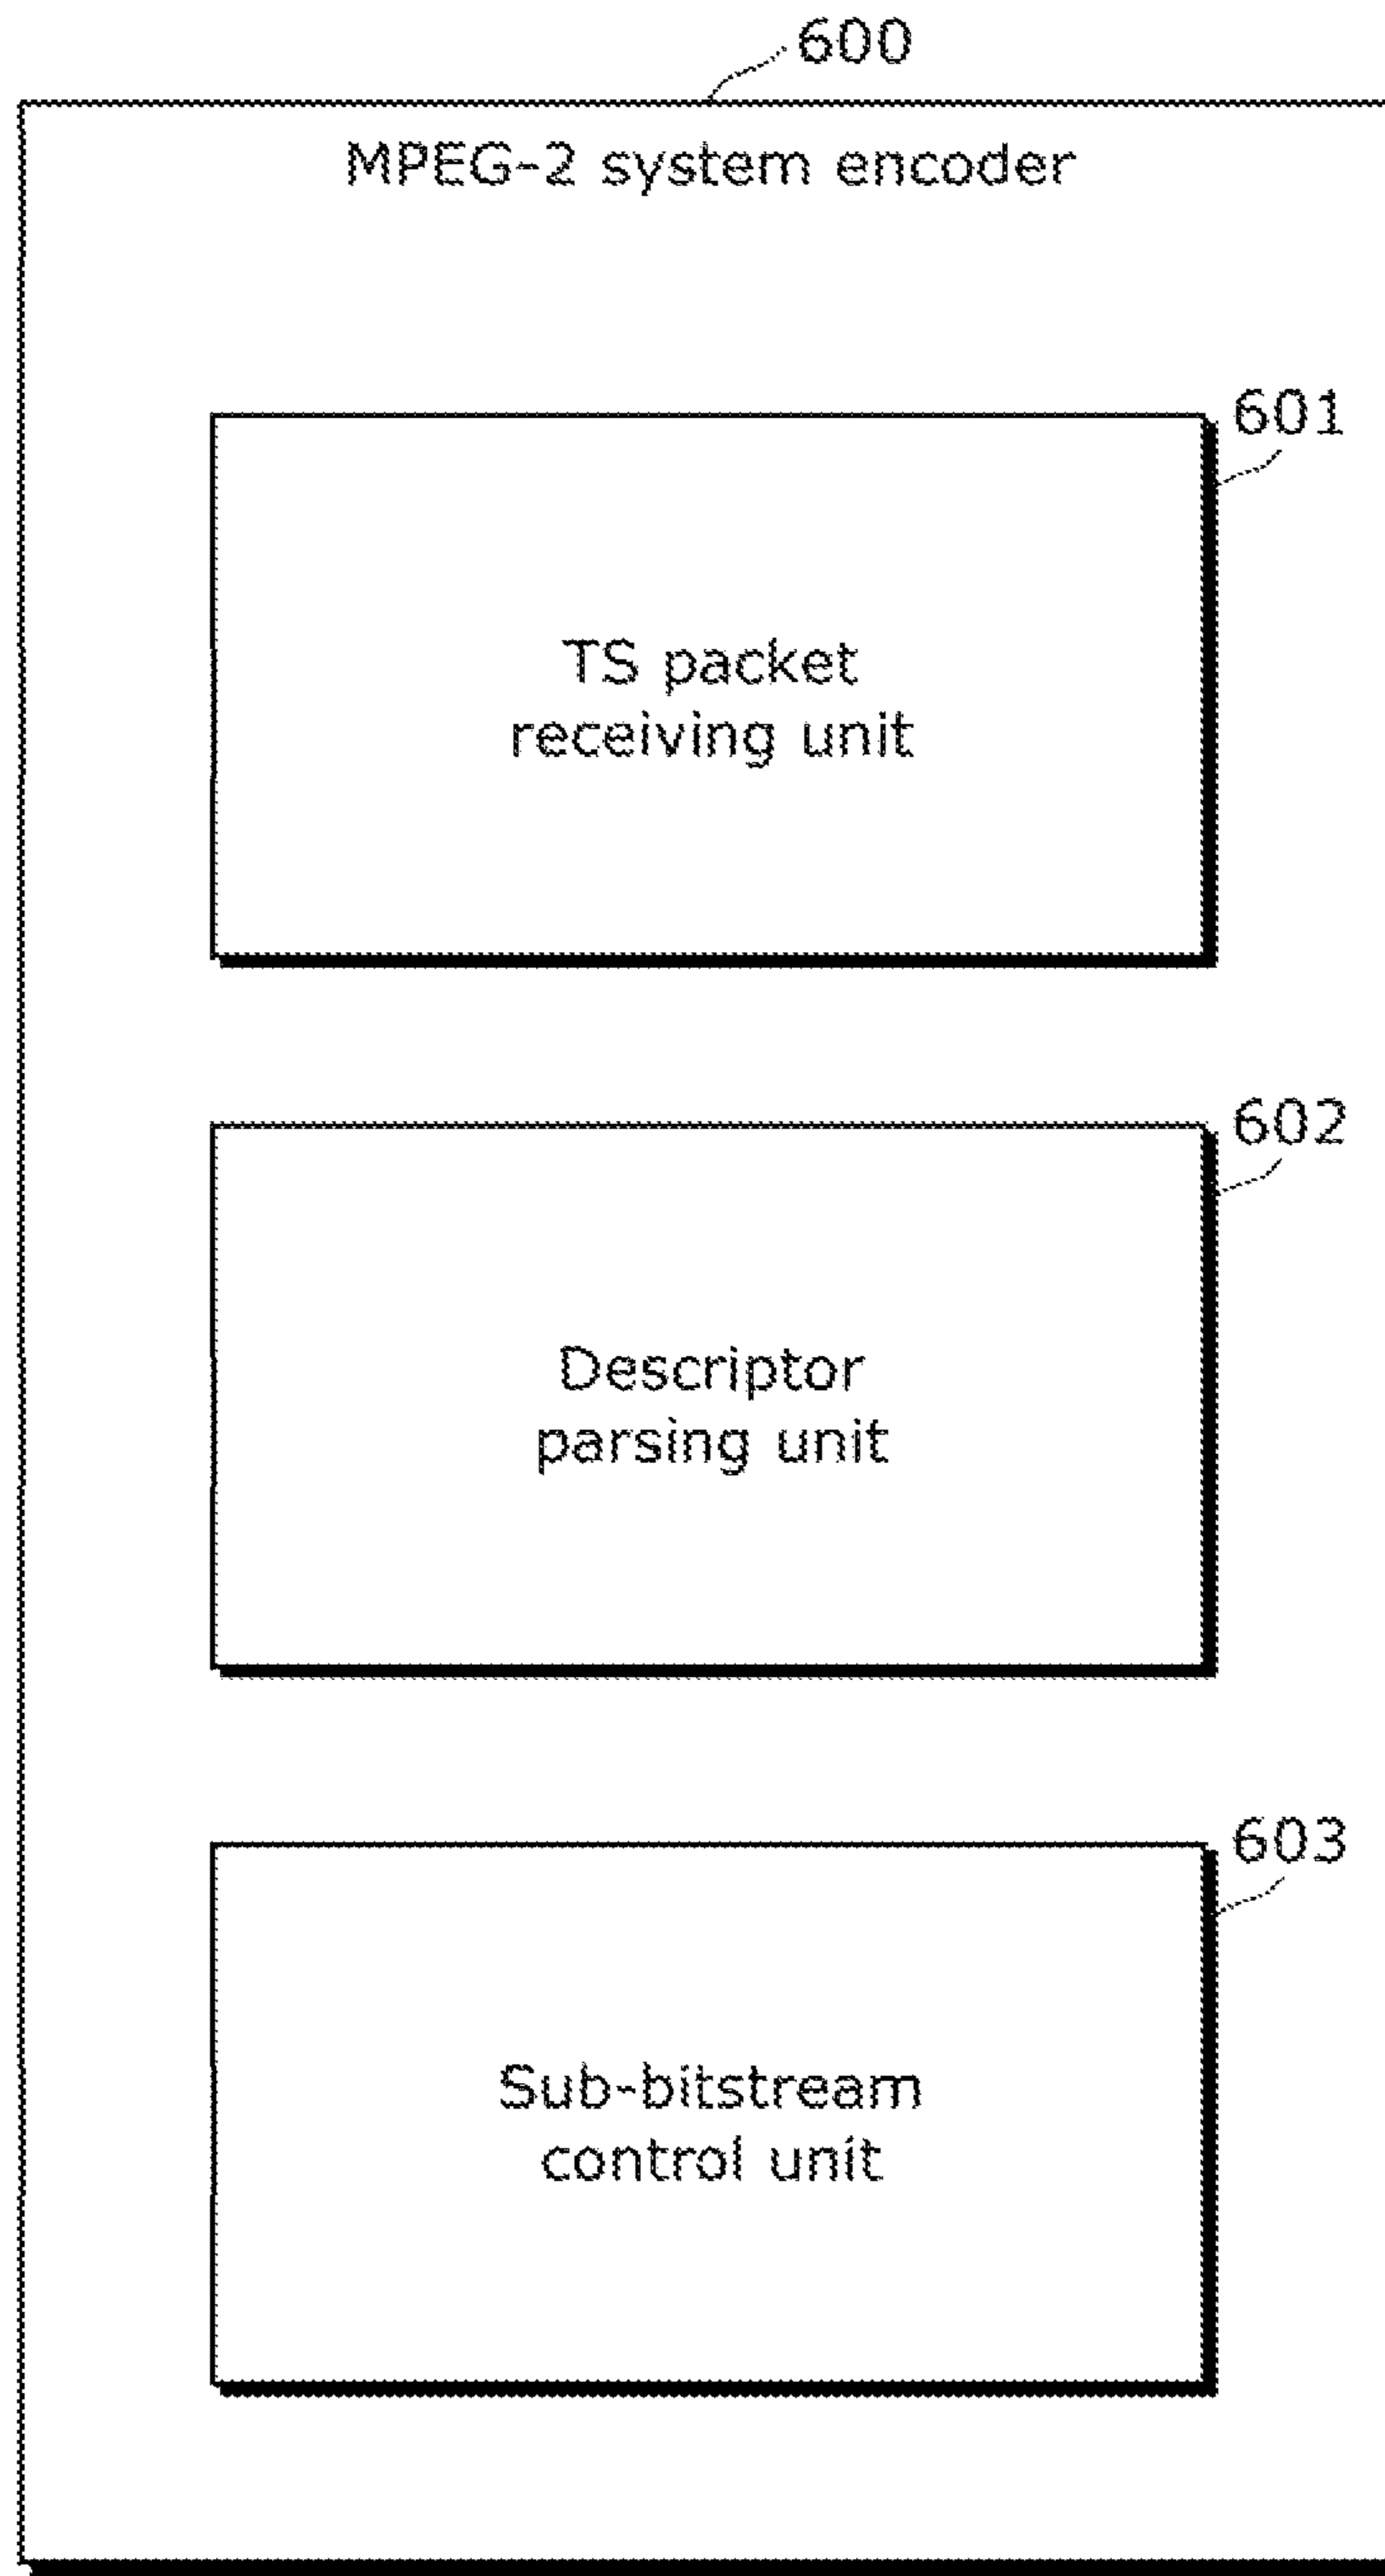 600
MPEG-2 system encoder
601
TS packet
receiving unit
602
Descriptor
parsing unit
603
Sub-bitstream
control unit